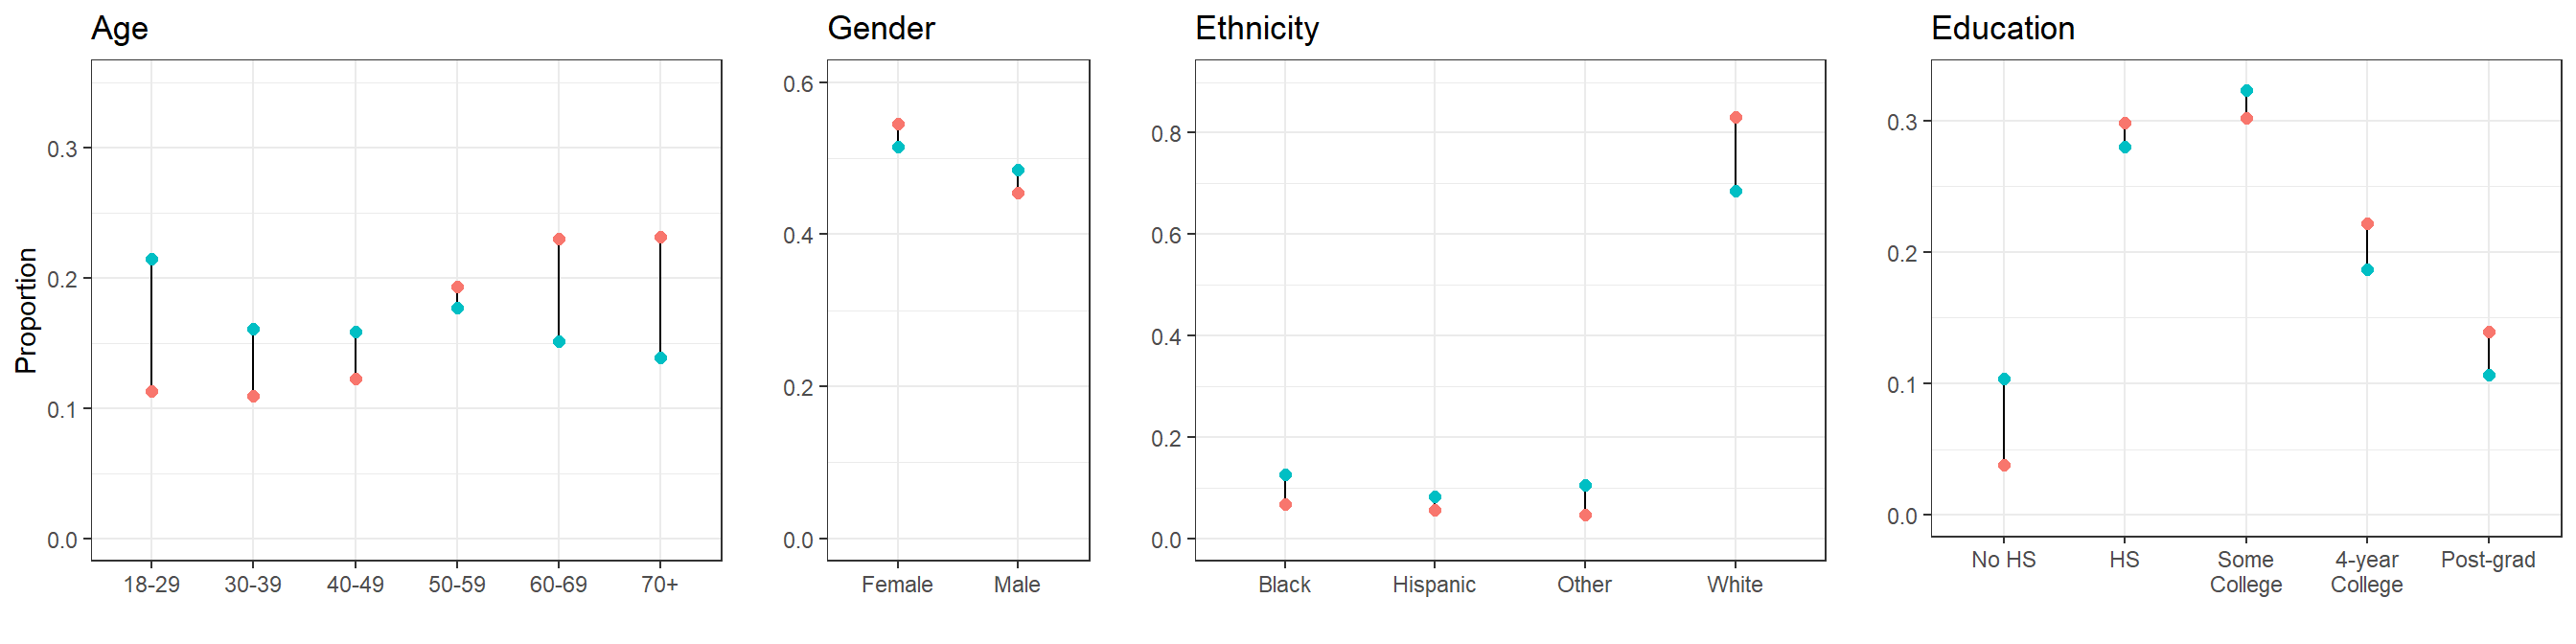 Age
Gender
Ethnicity
Education
Proportion
0.3
0.2
0.1
0.0
18-29 30-39 40-49 50-59 60-69 70+
0.6
0.4
0.2
0.0
Female Male
0.8
0.6
0.4
0.2
0.0
Black Hispanic Other White
0.3
0.2
0.1
0.0
No HS HS Some 4-year Post-grad
College College